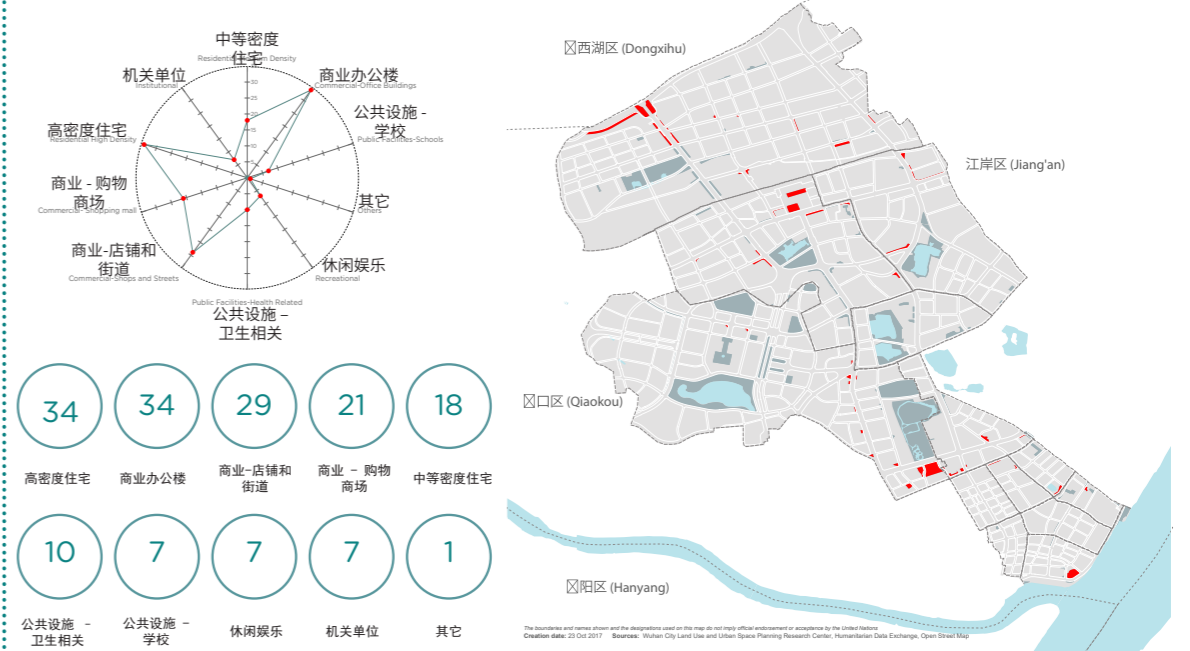 中等密度
住宅
Residential Medium Density
机关单位
Institutional
商业办公楼
Commercial-Office Buildings
公共设施 -
学校
Public Facilities-Schools
高密度住宅
Residential High Density
商业 - 购物
商场
Commercial- Shopping mall
其它
Others
商业-店铺和
街道
Commercial-Shops and Streets
休闲娱乐
Recreational
Public Facilities-Health Related
公共设施 –
卫生相关
30
25
20
15
10
5
34
34
29
21
18
高密度住宅
商业办公楼
商业-店铺和
街道
商业 - 购物
商场
中等密度住宅
10
7
7
7
1
公共设施 -
卫生相关
公共设施 -
学校
休闲娱乐
机关单位
其它
西湖区 (Dongxihu)
江岸区 (Jiang'an)
口区 (Qiaokou)
阳区 (Hanyang)
The boundaries and names shown and the designations used on this map do not imply official endorsement or acceptance by the United Nations
Creation date: 23 Oct 2017 Sources: Wuhan City Land Use and Urban Space Planning Research Center, Humanitarian Data Exchange, Open Street Map